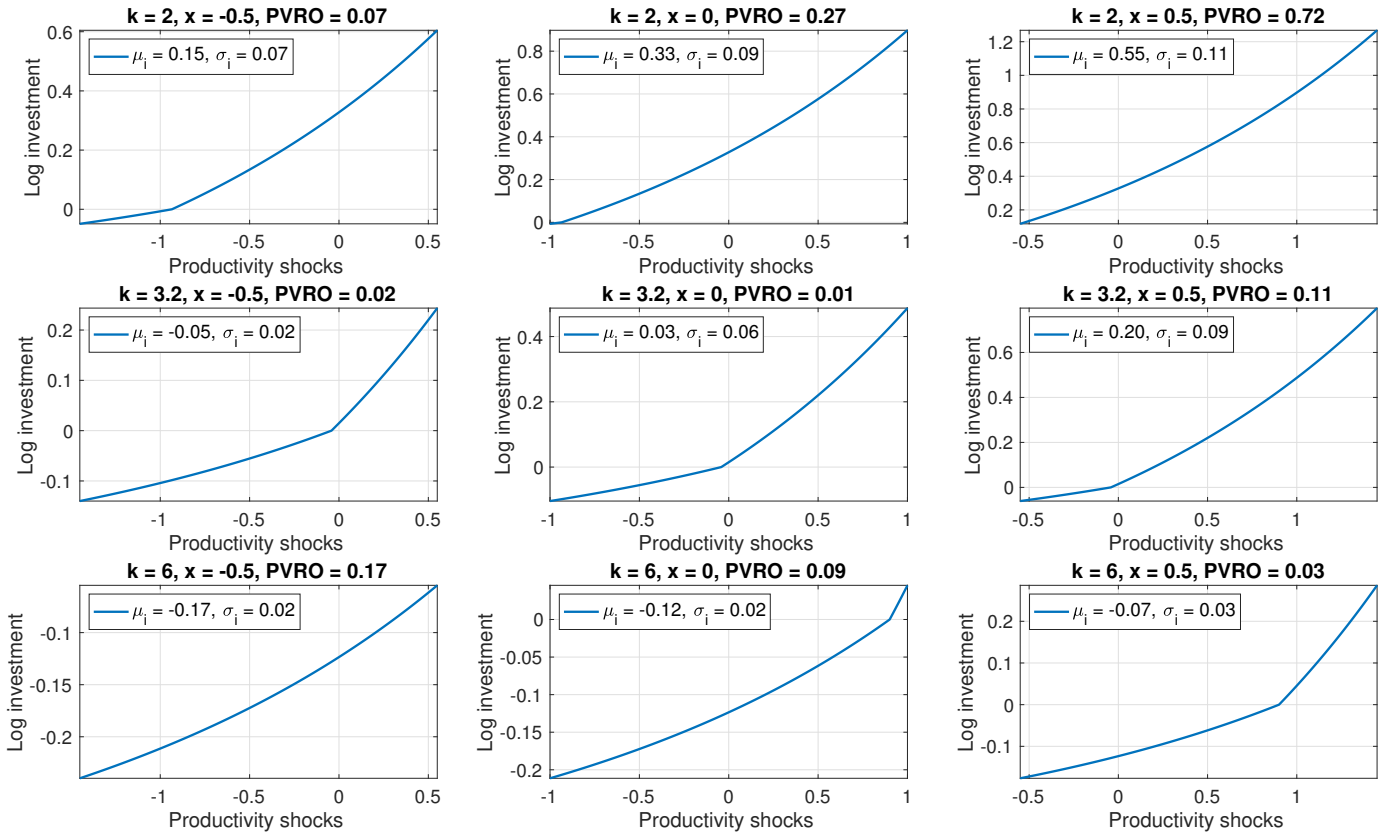 k = 2, x = -0.5, PVRO = 0.07
k = 2, x = 0, PVRO = 0.27
k = 2, x = 0.5, PVRO = 0.72
0.6
0.4
0.2
0
Log investment
μi = 0.15, σi = 0.07
-1
-0.5
0
0.5
Productivity shocks
0.8
0.6
0.4
0.2
0
Log investment
μi = 0.33, σi = 0.09
-1
-0.5
0
0.5
1
Productivity shocks
1.2
1
0.8
0.6
0.4
0.2
Log investment
μi = 0.55, σi = 0.11
-0.5
0
0.5
1
Productivity shocks
k = 3.2, x = -0.5, PVRO = 0.02
k = 3.2, x = 0, PVRO = 0.01
k = 3.2, x = 0.5, PVRO = 0.11
0.2
0.1
0
-0.1
Log investment
μi = -0.05, σi = 0.02
-1
-0.5
0
0.5
Productivity shocks
0.4
0.2
0
Log investment
μi = 0.03, σi = 0.06
-1
-0.5
0
0.5
1
Productivity shocks
0.6
0.4
0.2
0
Log investment
μi = 0.20, σi = 0.09
-0.5
0
0.5
1
Productivity shocks
k = 6, x = -0.5, PVRO = 0.17
k = 6, x = 0, PVRO = 0.09
k = 6, x = 0.5, PVRO = 0.03
-0.1
-0.15
-0.2
Log investment
μi = -0.17, σi = 0.02
-1
-0.5
0
0.5
Productivity shocks
0
-0.05
-0.1
-0.15
-0.2
Log investment
μi = -0.12, σi = 0.02
-1
-0.5
0
0.5
1
Productivity shocks
0.2
0.1
0
-0.1
Log investment
μi = -0.07, σi = 0.03
-0.5
0
0.5
1
Productivity shocks